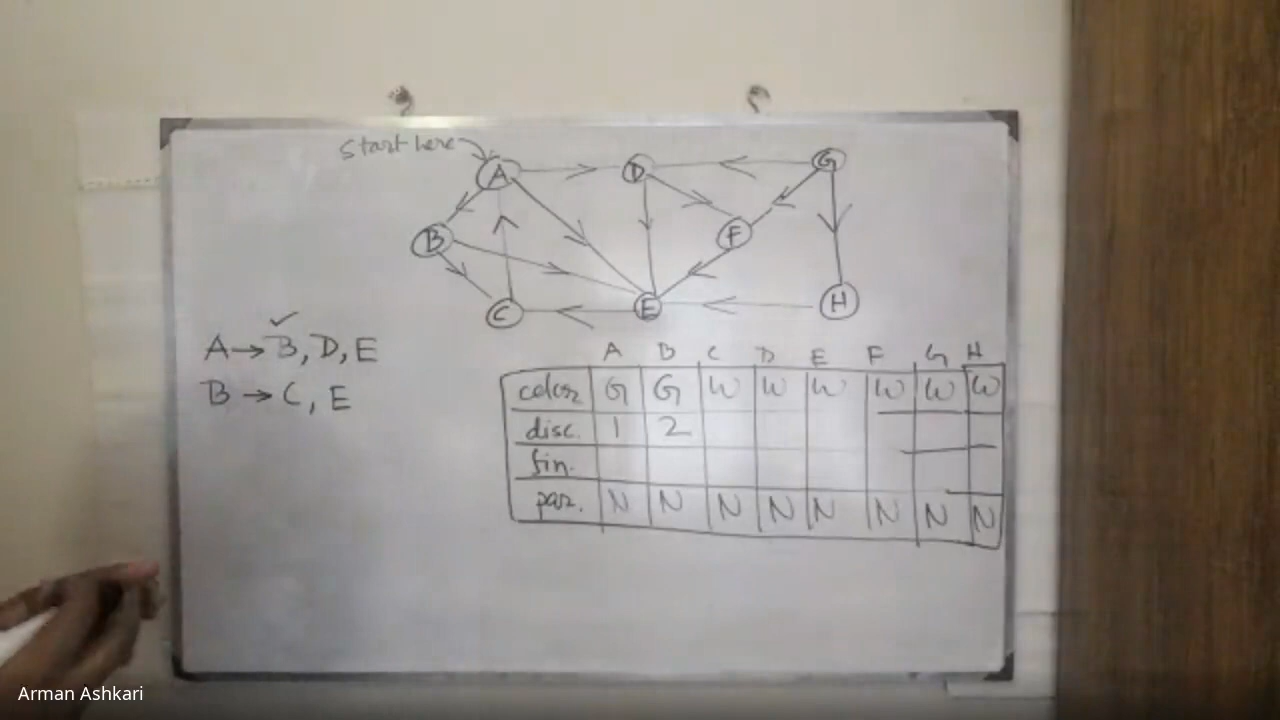 Start here
A D G
B F
C E H
A→B, D, E
B→C, E
A B C D E F G H
color G G W W W W W W
disc. 1 2
fin.
par. N N N N N N N N
Arman Ashkari